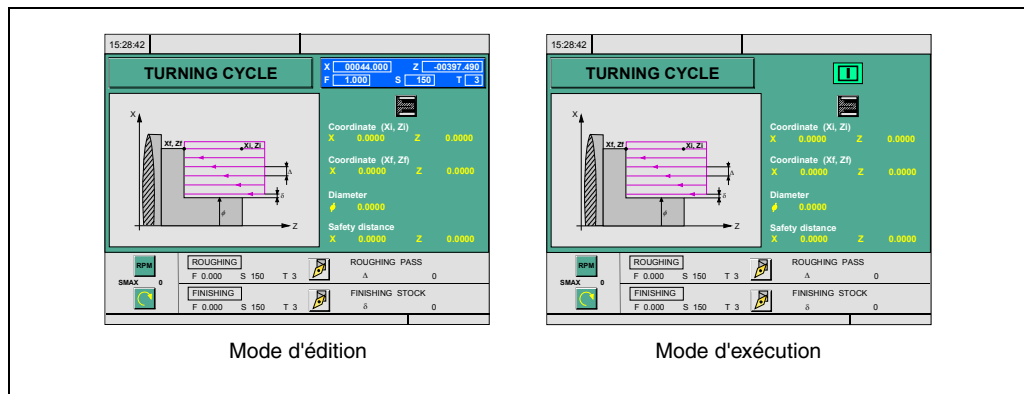 15:28:42
TURNING CYCLE
X 00044.000 Z -00397.490
F 1.000 S 150 T 3
X
Xf, Zf
Xi, Zi
Δ
δ
ϕ
Z
Coordinate (Xi, Zi)
X 0.0000 Z 0.0000
Coordinate (Xf, Zf)
X 0.0000 Z 0.0000
Diameter
ϕ 0.0000
Safety distance
X 0.0000 Z 0.0000
RPM
SMAX 0
ROUGHING
F 0.000 S 150 T 3
ROUGHING PASS
Δ 0
FINISHING
F 0.000 S 150 T 3
FINISHING STOCK
δ 0
Mode d'édition
15:28:42
TURNING CYCLE
X
Xf, Zf
Xi, Zi
Δ
δ
ϕ
Z
Coordinate (Xi, Zi)
X 0.0000 Z 0.0000
Coordinate (Xf, Zf)
X 0.0000 Z 0.0000
Diameter
ϕ 0.0000
Safety distance
X 0.0000 Z 0.0000
RPM
SMAX 0
ROUGHING
F 0.000 S 150 T 3
ROUGHING PASS
Δ 0
FINISHING
F 0.000 S 150 T 3
FINISHING STOCK
δ 0
Mode d'exécution